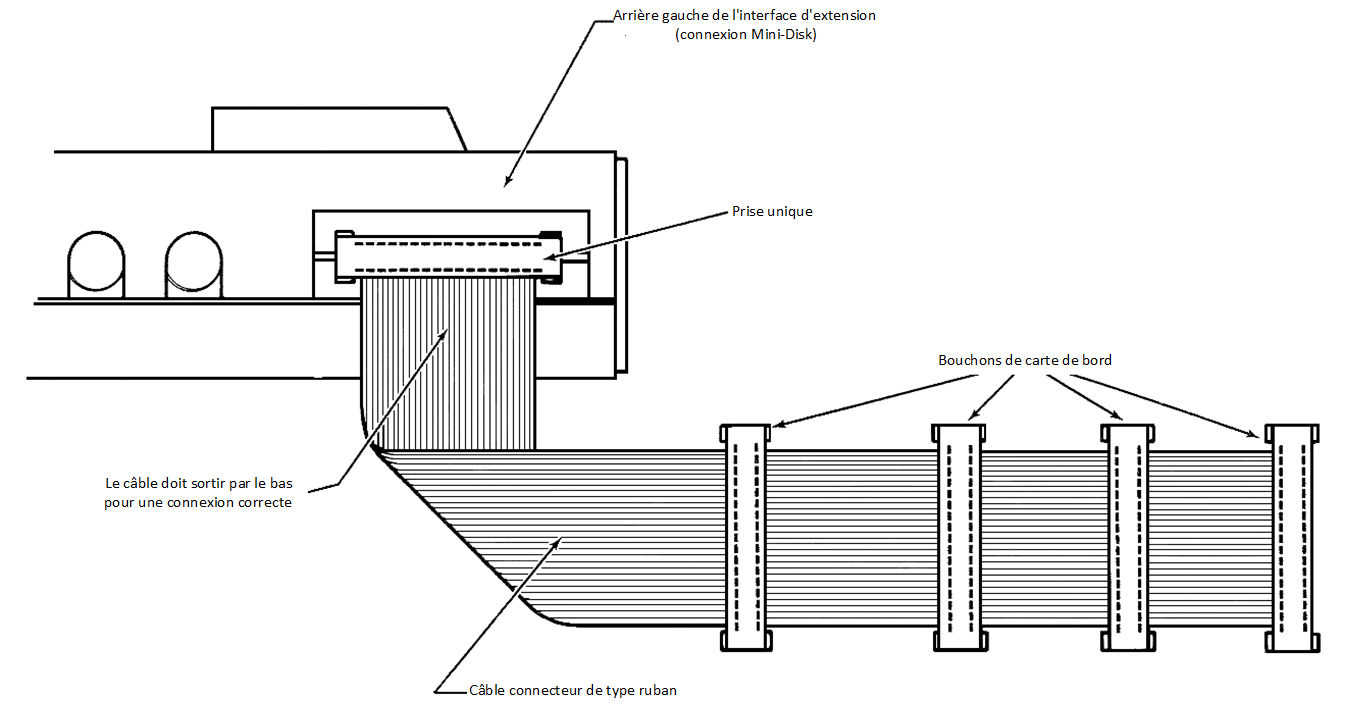 Arrière gauche de l'interface d'extension
(connexion Mini-Disk)
Prise unique
Bouchons de carte de bord
Le câble doit sortir par le bas
pour une connexion correcte
Câble connecteur de type ruban